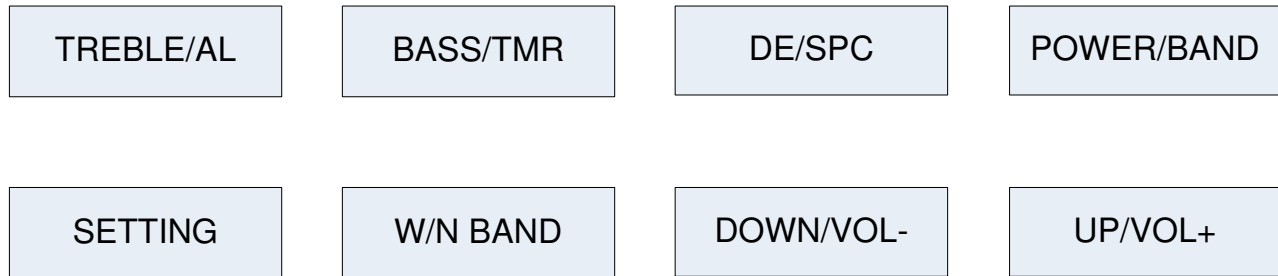 TREBLE/AL BASS/TMR DE/SPC POWER/BAND
SETTING W/N BAND DOWN/VOL- UP/VOL+